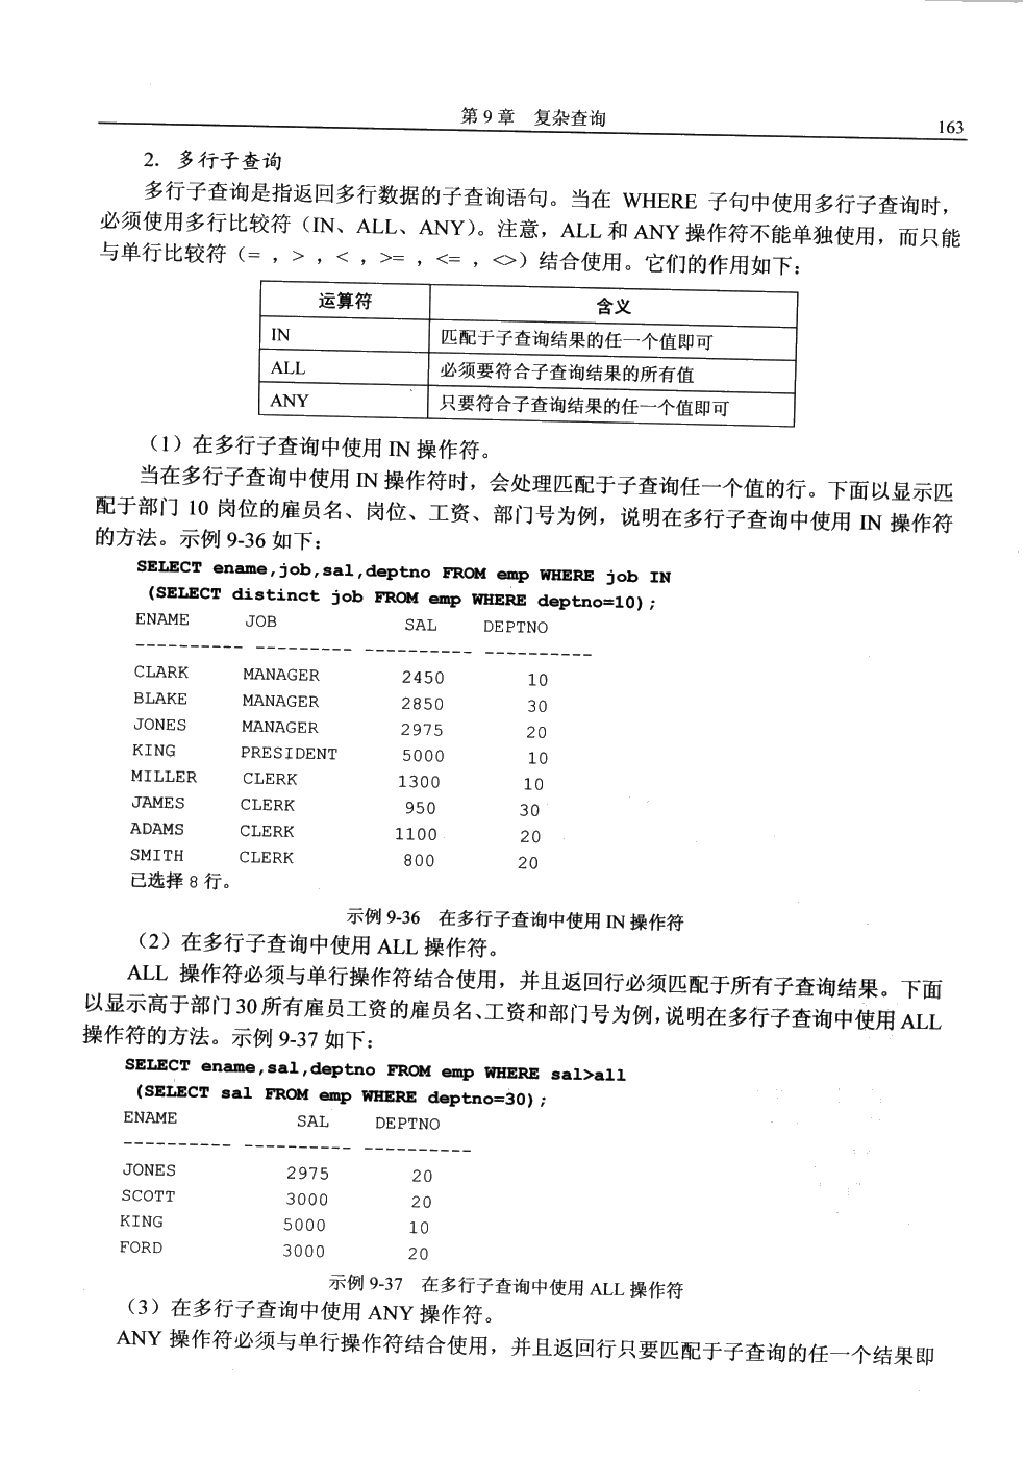 第9章 复杂查询 163
2. 多行子查询
多行子查询是指返回多行数据的子查询语句。当在 WHERE 子句中使用多行子查询时，
必须使用多行比较符（IN、ALL、ANY）。注意，ALL 和 ANY 操作符不能单独使用，而只能
与单行比较符（= ，> ，< ，>= ，<= ，<>）结合使用。它们的作用如下：
运算符 含义
IN 匹配于子查询结果的任一个值即可
ALL 必须要符合子查询结果的所有值
ANY 只要符合子查询结果的任一个值即可
（1）在多行子查询中使用 IN 操作符。
当在多行子查询中使用 IN 操作符时，会处理匹配于子查询任一个值的行。下面以显示匹
配于部门 10 岗位的雇员名、岗位、工资、部门号为例，说明在多行子查询中使用 IN 操作符
的方法。示例 9-36 如下：
SELECT ename,job,sal,deptno FROM emp WHERE job IN
(SELECT distinct job FROM emp WHERE deptno=10);
ENAME JOB SAL DEPTNO
---------- --------- ---------- ----------
CLARK MANAGER 2450 10
BLAKE MANAGER 2850 30
JONES MANAGER 2975 20
KING PRESIDENT 5000 10
MILLER CLERK 1300 10
JAMES CLERK 950 30
ADAMS CLERK 1100 20
SMITH CLERK 800 20
已选择 8 行。
示例 9-36 在多行子查询中使用 IN 操作符
（2）在多行子查询中使用 ALL 操作符。
ALL 操作符必须与单行操作符结合使用，并且返回行必须匹配于所有子查询结果。下面
以显示高于部门 30 所有雇员工资的雇员名、工资和部门号为例，说明在多行子查询中使用 ALL
操作符的方法。示例 9-37 如下：
SELECT ename,sal,deptno FROM emp WHERE sal>all
(SELECT sal FROM emp WHERE deptno=30);
ENAME SAL DEPTNO
---------- ---------- ----------
JONES 2975 20
SCOTT 3000 20
KING 5000 10
FORD 3000 20
示例 9-37 在多行子查询中使用 ALL 操作符
（3）在多行子查询中使用 ANY 操作符。
ANY 操作符必须与单行操作符结合使用，并且返回行只要匹配于子查询的任一个结果即